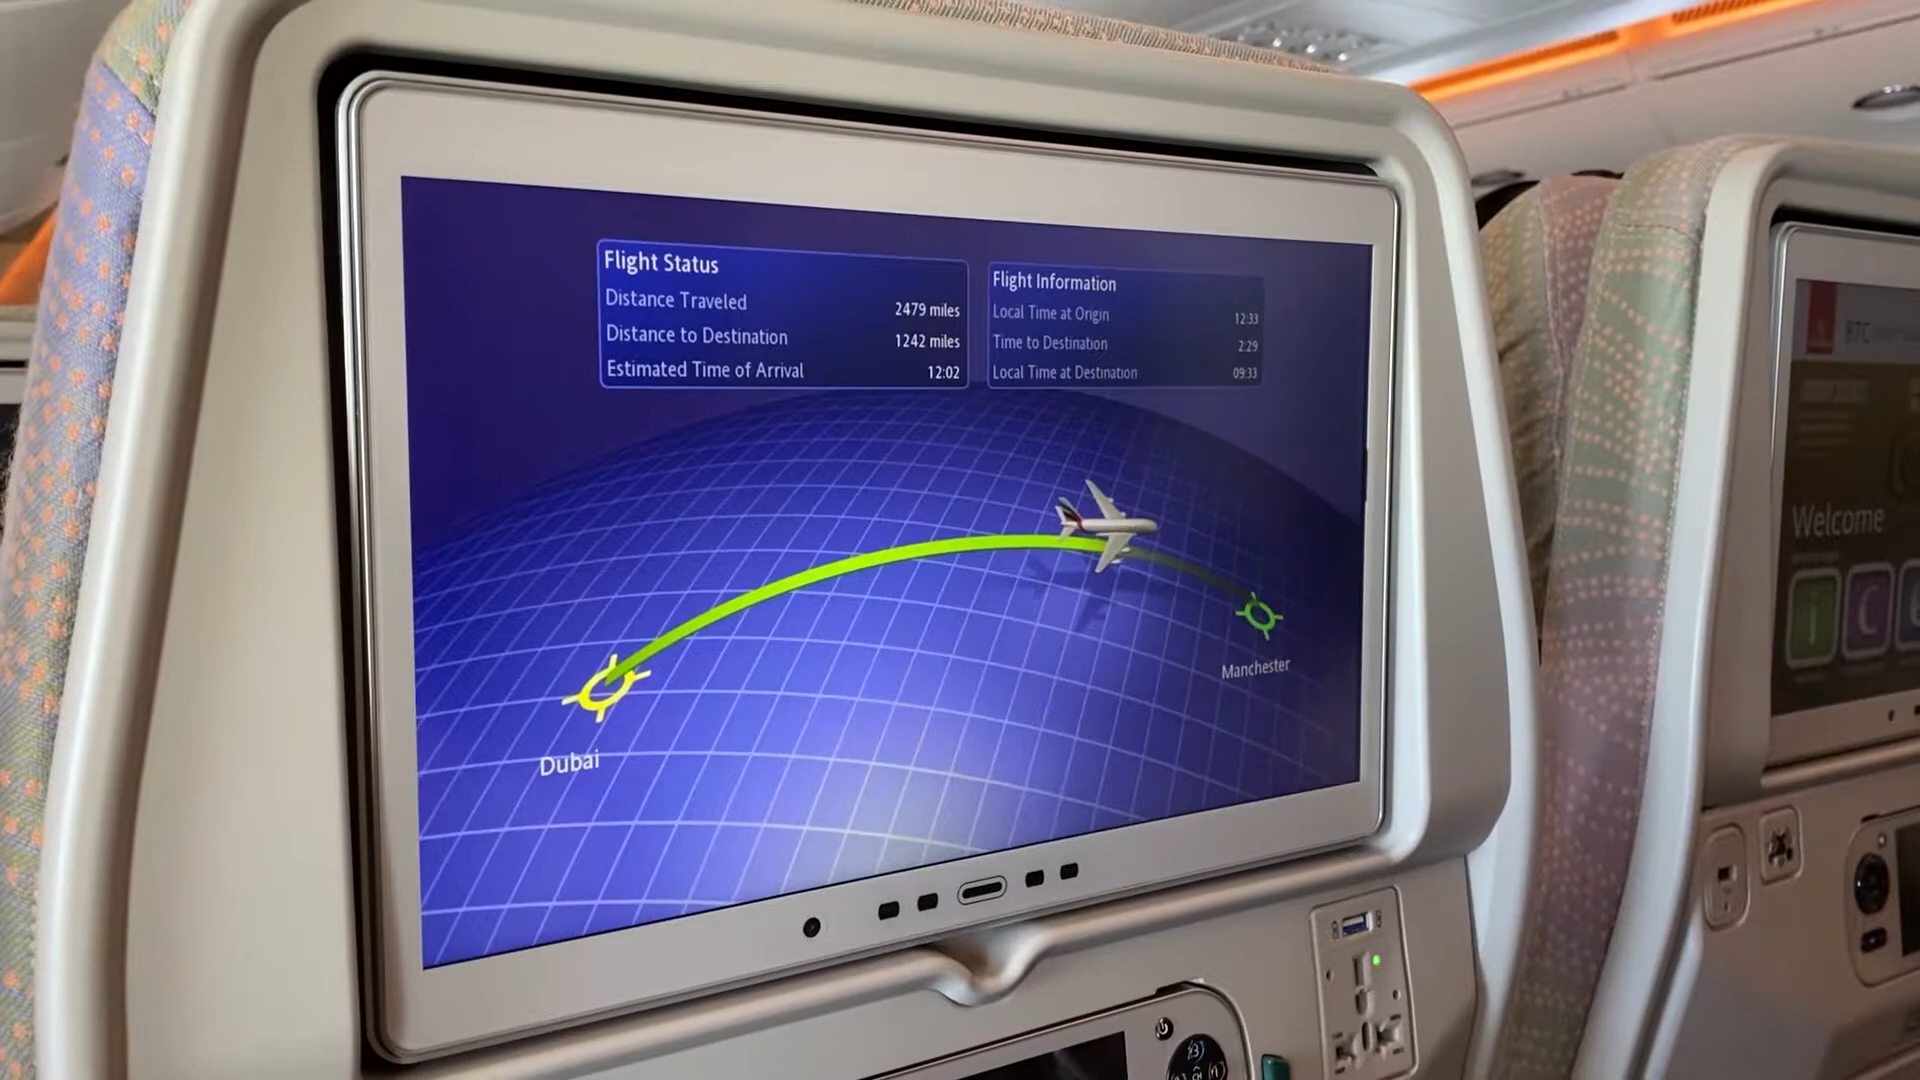 Flight Status
Distance Traveled 2479 miles
Distance to Destination 1242 miles
Estimated Time of Arrival 12:02
Flight Information
Local Time at Origin 12:33
Time to Destination 2:29
Local Time at Destination 09:33
Dubai
Manchester
87C
Welcome
i C